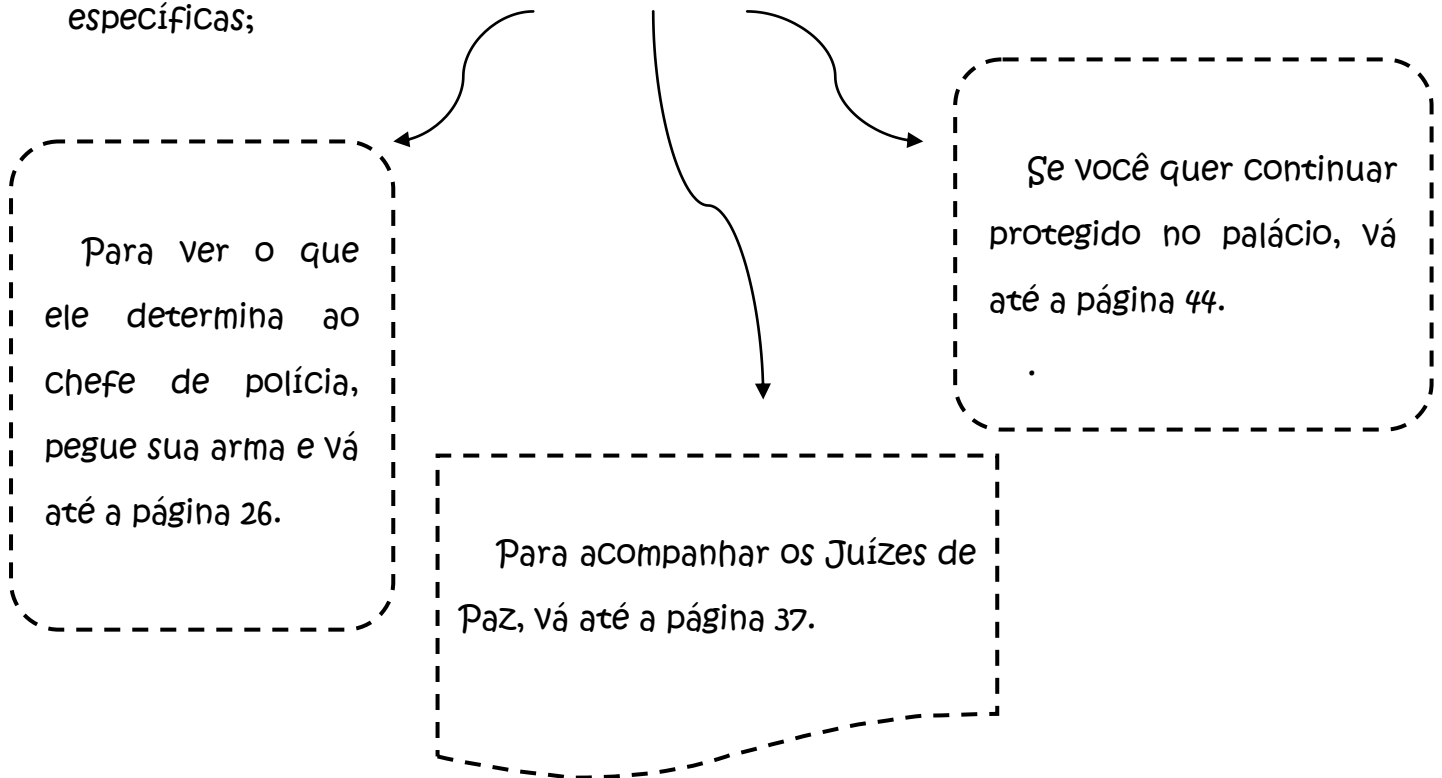 específicas;
Para ver o que
ele determina ao
chefe de polícia,
pegue sua arma e vá
até a página 26.
Para acompanhar os Juízes de
Paz, vá até a página 37.
Se você quer continuar
protegido no palácio, vá
até a página 44.
.